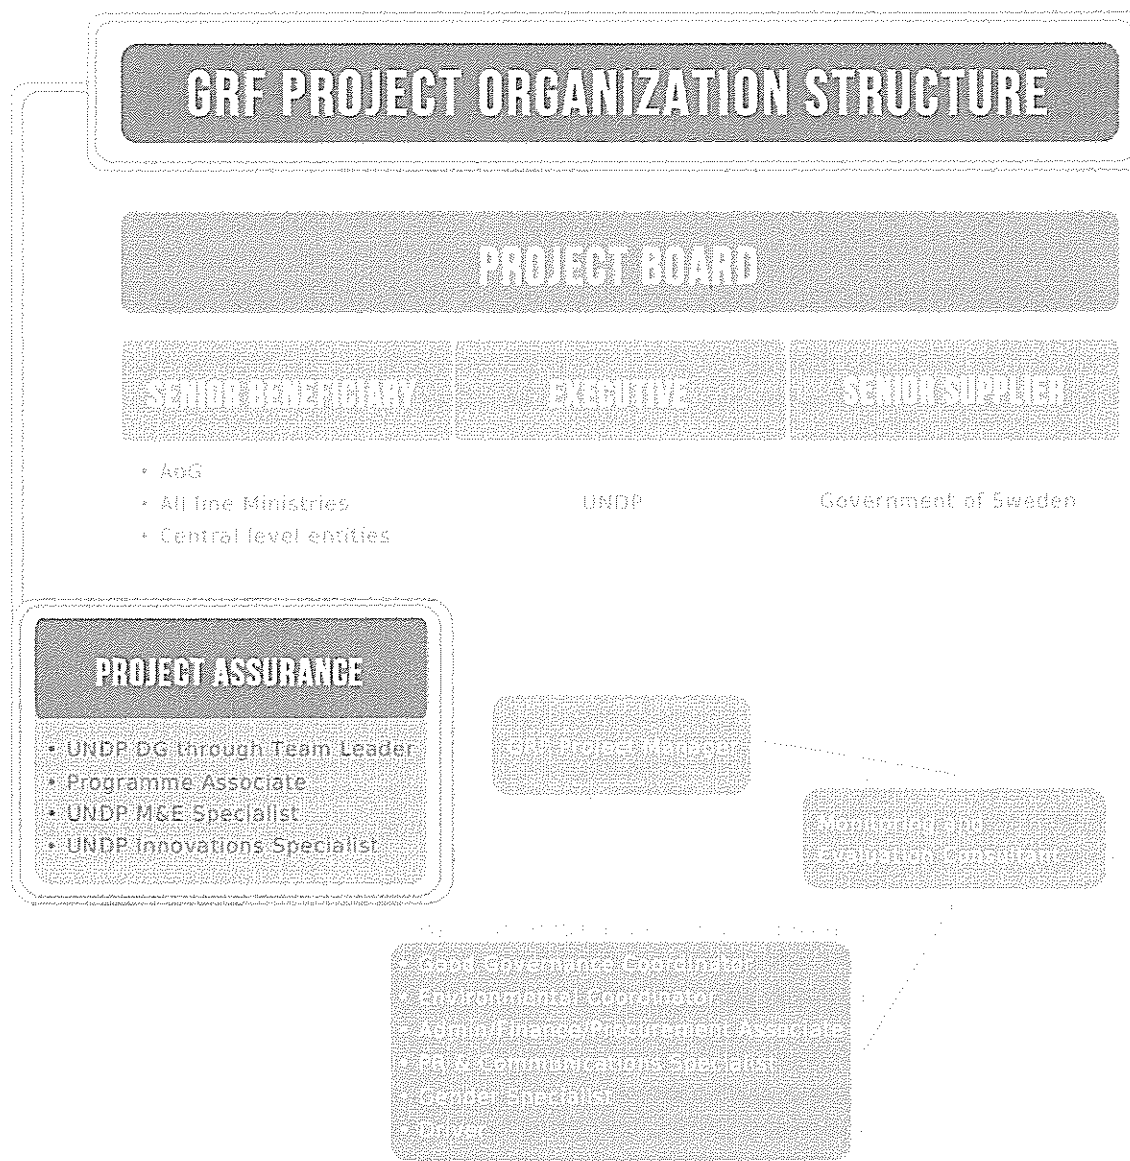 GRF PROJECT ORGANIZATION STRUCTURE
PROJECT BOARD
SENIOR BENEFICIARY
EXECUTIVE
SENIOR SUPPLIER
• AoG
• All line Ministries
• Central level entities
UNDP
Government of Sweden
PROJECT ASSURANCE
• UNDP DG through Team Leader
• Programme Associate
• UNDP M&E Specialist
• UNDP Innovations Specialist
GRF Project Manager
Monitoring and
Evaluation Consultant
• Good Governance Coordinator
• Environmental Coordinator
• Admin/Finance/Procurement Associate
• PR & Communications Specialist
• Gender Specialist
• Driver